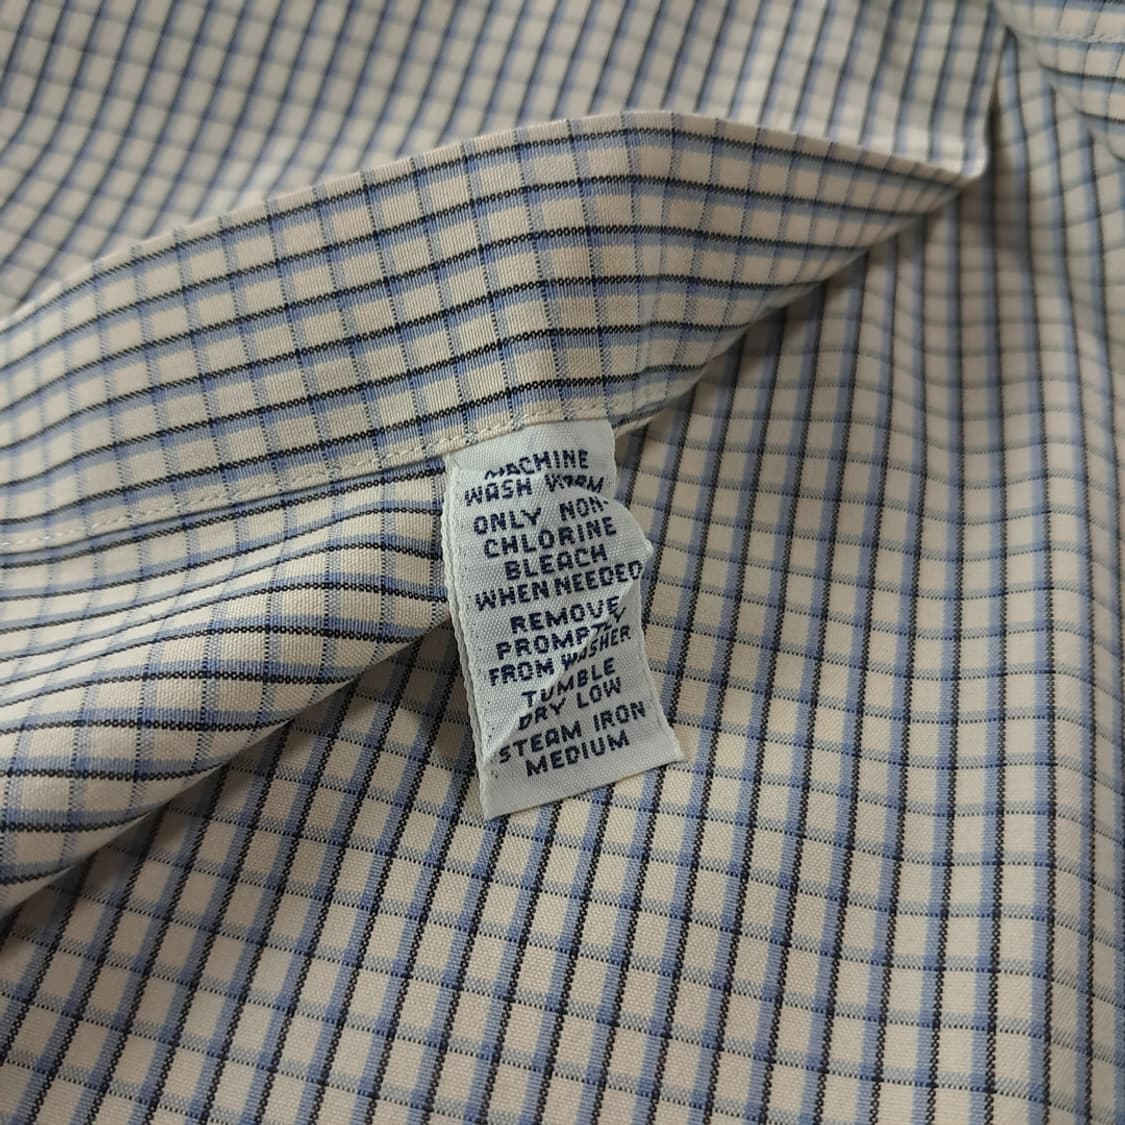 MACHINE
WASH WARM
ONLY NON-
CHLORINE
BLEACH
WHEN NEEDED
REMOVE
PROMPTLY
FROM WASHER
TUMBLE
DRY LOW
STEAM IRON
MEDIUM